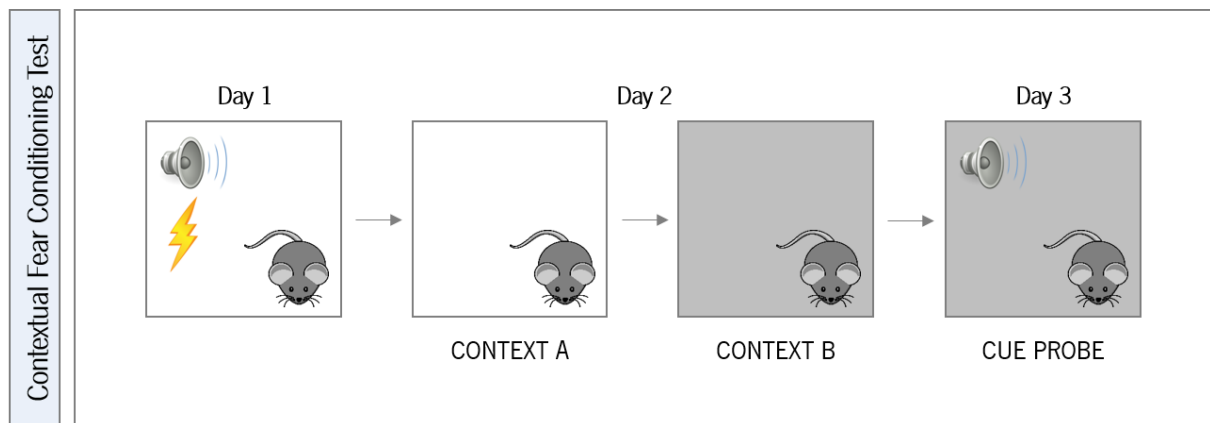 Contextual Fear Conditioning Test
Day 1
Day 2
Day 3
CONTEXT A
CONTEXT B
CUE PROBE